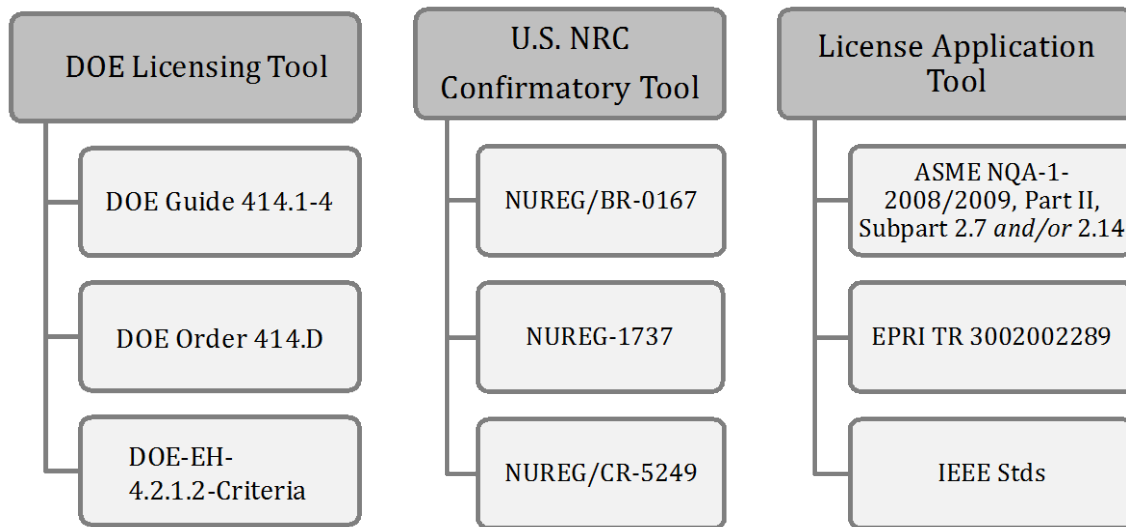 DOE Licensing Tool
DOE Guide 414.1-4
DOE Order 414.D
DOE-EH-
4.2.1.2-Criteria
U.S. NRC
Confirmatory Tool
NUREG/BR-0167
NUREG-1737
NUREG/CR-5249
License Application
Tool
ASME NQA-1-
2008/2009, Part II,
Subpart 2.7 and/or 2.14
EPRI TR 3002002289
IEEE Stds